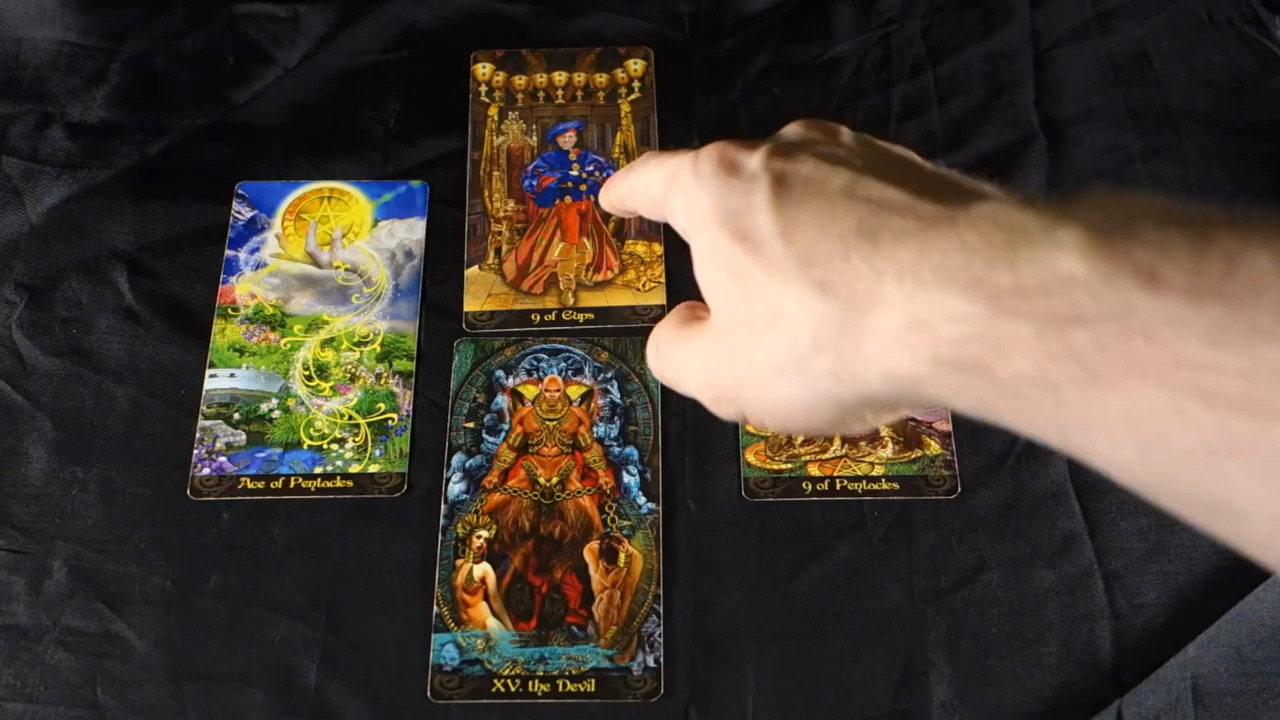 9 of Cups
Ace of Pentacles
9 of Pentacles
XV. the Devil